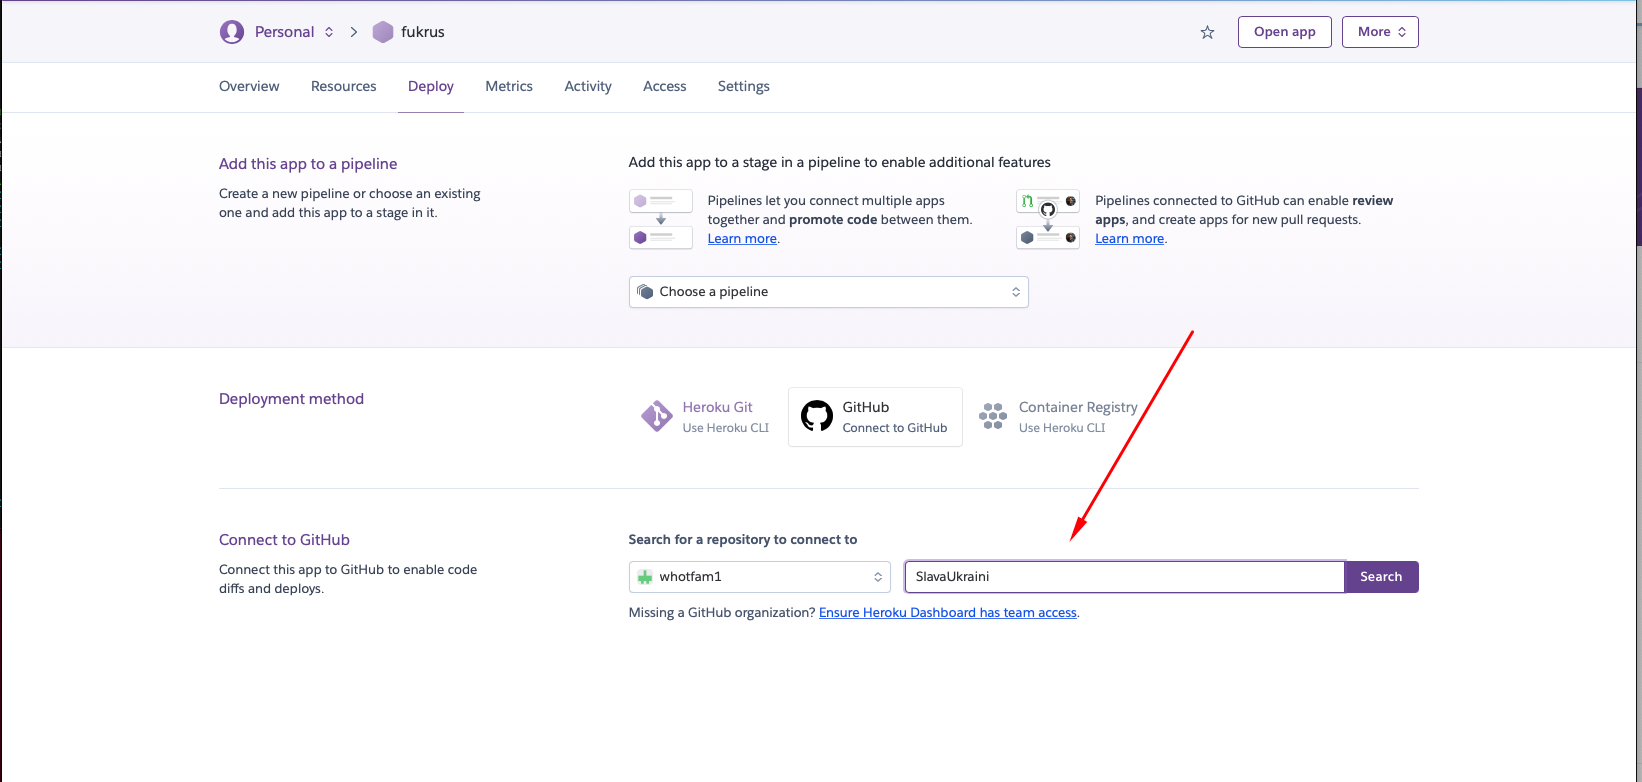 Personal > fukrus
Open app
More
Overview Resources Deploy Metrics Activity Access Settings
Add this app to a pipeline
Create a new pipeline or choose an existing
one and add this app to a stage in it.
Add this app to a stage in a pipeline to enable additional features
Pipelines let you connect multiple apps
together and promote code between them.
Learn more.
Pipelines connected to GitHub can enable review
apps, and create apps for new pull requests.
Learn more.
Choose a pipeline
Deployment method
Heroku Git
Use Heroku CLI
GitHub
Connect to GitHub
Container Registry
Use Heroku CLI
Connect to GitHub
Connect this app to GitHub to enable code
diffs and deploys.
Search for a repository to connect to
whotfam1
SlavaUkraini
Search
Missing a GitHub organization? Ensure Heroku Dashboard has team access.